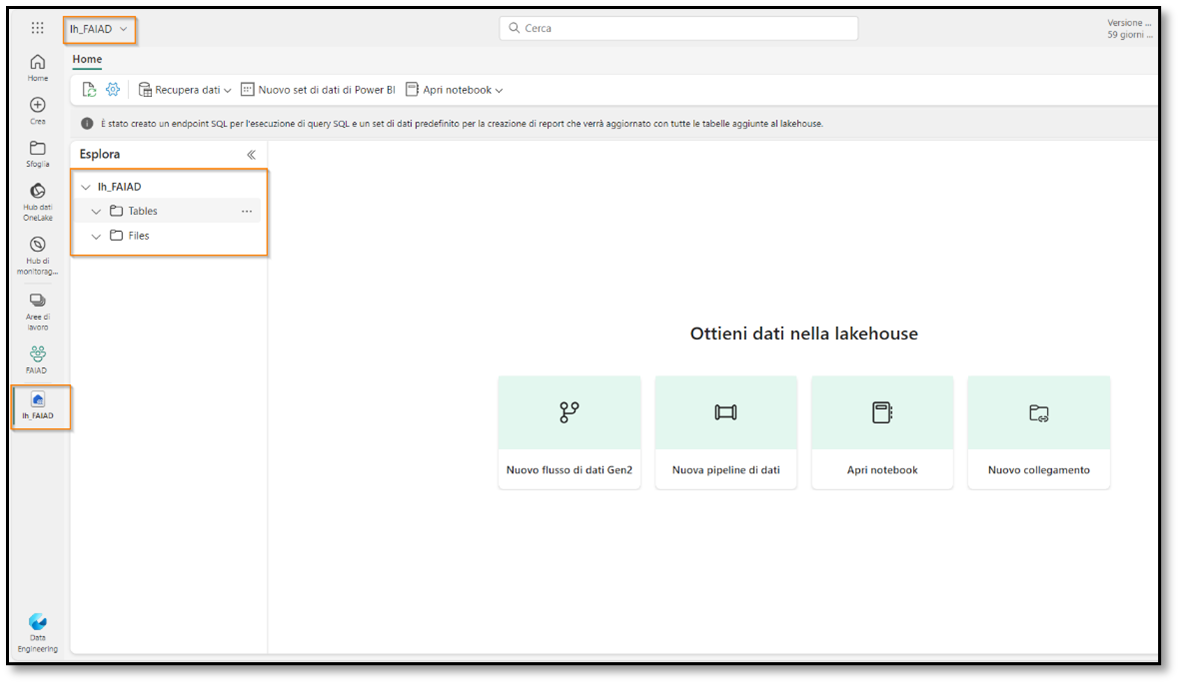 lh_FAIAD
Cerca
Versione ...
59 giorni ...
Home
Recupera dati
Nuovo set di dati di Power BI
Apri notebook
È stato creato un endpoint SQL per l'esecuzione di query SQL e un set di dati predefinito per la creazione di report che verrà aggiornato con tutte le tabelle aggiunte al lakehouse.
Home
Crea
Sfoglia
Hub dati
OneLake
Hub di
monitorag...
Aree di
lavoro
FAIAD
lh_FAIAD
Data
Engineering
Esplora
lh_FAIAD
Tables
...
Files
Ottieni dati nella lakehouse
Nuovo flusso di dati Gen2
Nuova pipeline di dati
Apri notebook
Nuovo collegamento